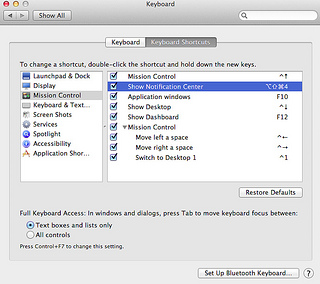 Keyboard
Show All
Keyboard Keyboard Shortcuts
To change a shortcut, double-click the shortcut and hold down the new keys.
Launchpad & Dock
Display
Mission Control
Keyboard & Text...
Screen Shots
Services
Spotlight
Accessibility
Application Shor...
Mission Control ^↑
Show Notification Center ⌥⇧⌘4
Application windows F10
Show Desktop ^↓
Show Dashboard F12
Mission Control
Move left a space ^←
Move right a space ^→
Switch to Desktop 1 ^1
Restore Defaults
Full Keyboard Access: In windows and dialogs, press Tab to move keyboard focus between:
Text boxes and lists only
All controls
Press Control+F7 to change this setting.
Set Up Bluetooth Keyboard...
?